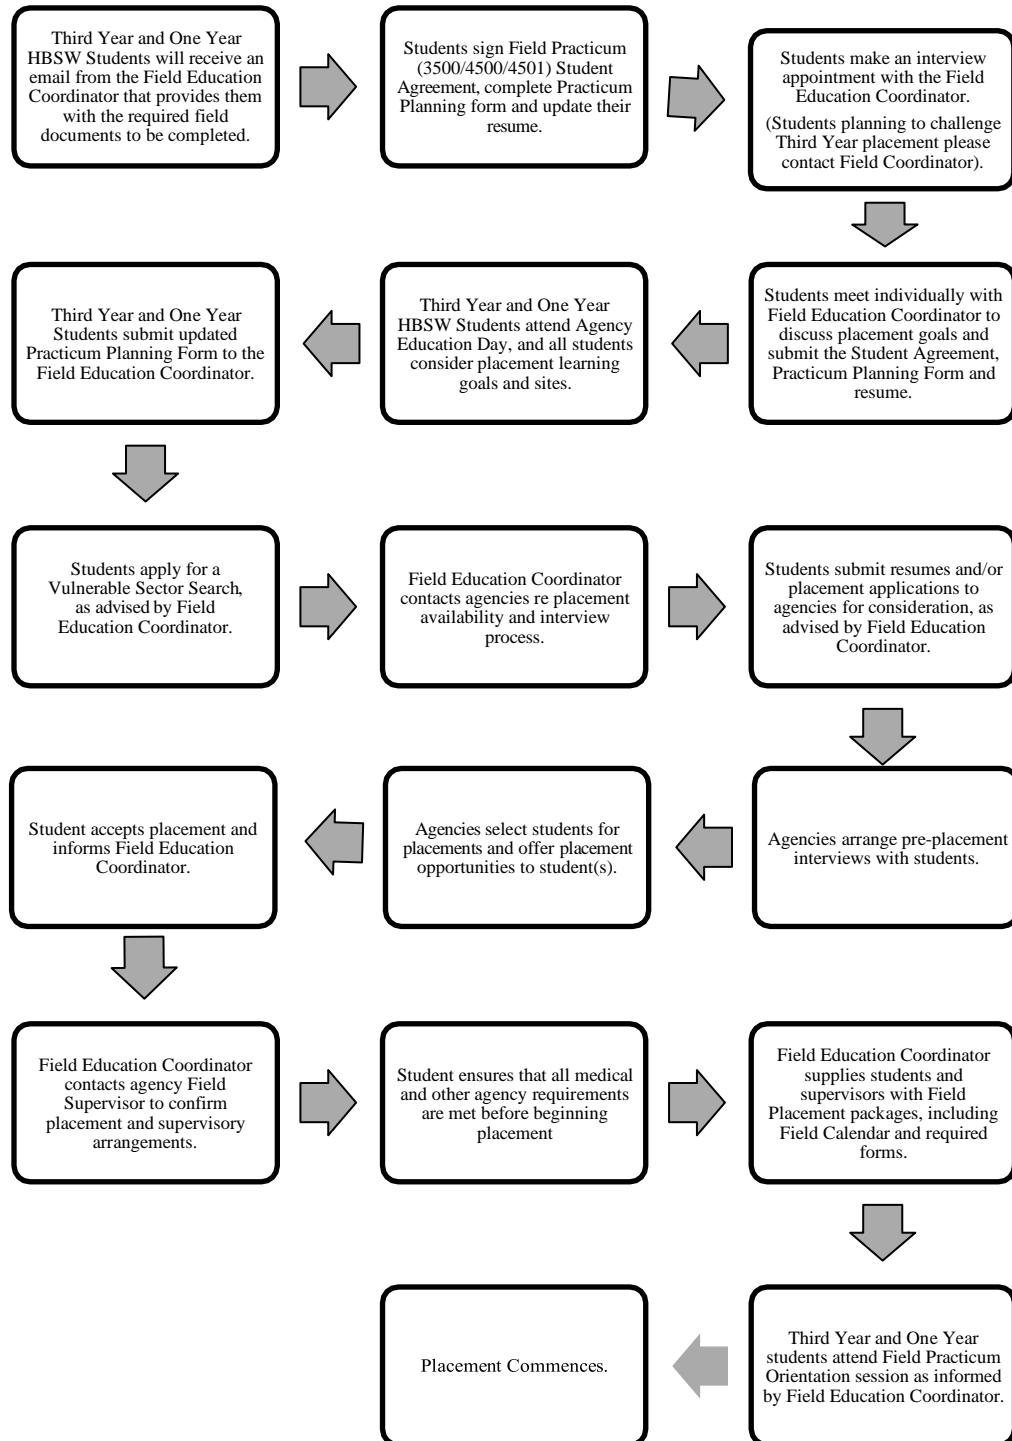 Third Year and One Year
HBSW Students will receive an
email from the Field Education
Coordinator that provides them
with the required field
documents to be completed.
Students sign Field Practicum
(3500/4500/4501) Student
Agreement, complete Practicum
Planning form and update their
resume.
Students make an interview
appointment with the Field
Education Coordinator.
(Students planning to challenge
Third Year placement please
contact Field Coordinator).
Students meet individually with
Field Education Coordinator to
discuss placement goals and
submit the Student Agreement,
Practicum Planning Form and
resume.
Third Year and One Year
HBSW Students attend Agency
Education Day, and all students
consider placement learning
goals and sites.
Third Year and One Year
Students submit updated
Practicum Planning Form to the
Field Education Coordinator.
Students apply for a
Vulnerable Sector Search,
as advised by Field
Education Coordinator.
Field Education Coordinator
contacts agencies re placement
availability and interview
process.
Students submit resumes and/or
placement applications to
agencies for consideration, as
advised by Field Education
Coordinator.
Agencies arrange pre-placement
interviews with students.
Agencies select students for
placements and offer placement
opportunities to student(s).
Student accepts placement and
informs Field Education
Coordinator.
Field Education Coordinator
contacts agency Field
Supervisor to confirm
placement and supervisory
arrangements.
Student ensures that all medical
and other agency requirements
are met before beginning
placement
Field Education Coordinator
supplies students and
supervisors with Field
Placement packages, including
Field Calendar and required
forms.
Third Year and One Year
students attend Field Practicum
Orientation session as informed
by Field Education Coordinator.
Placement Commences.